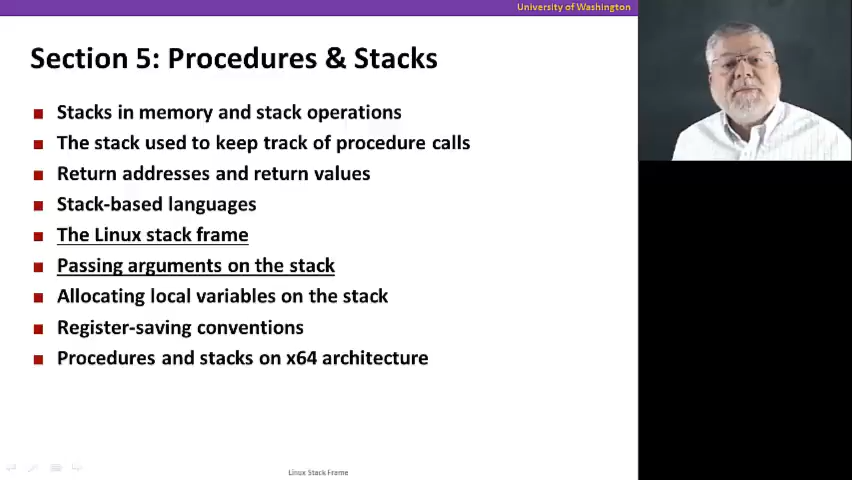 University of Washington
Section 5: Procedures & Stacks
Stacks in memory and stack operations
The stack used to keep track of procedure calls
Return addresses and return values
Stack-based languages
The Linux stack frame
Passing arguments on the stack
Allocating local variables on the stack
Register-saving conventions
Procedures and stacks on x64 architecture
Linux Stack Frame